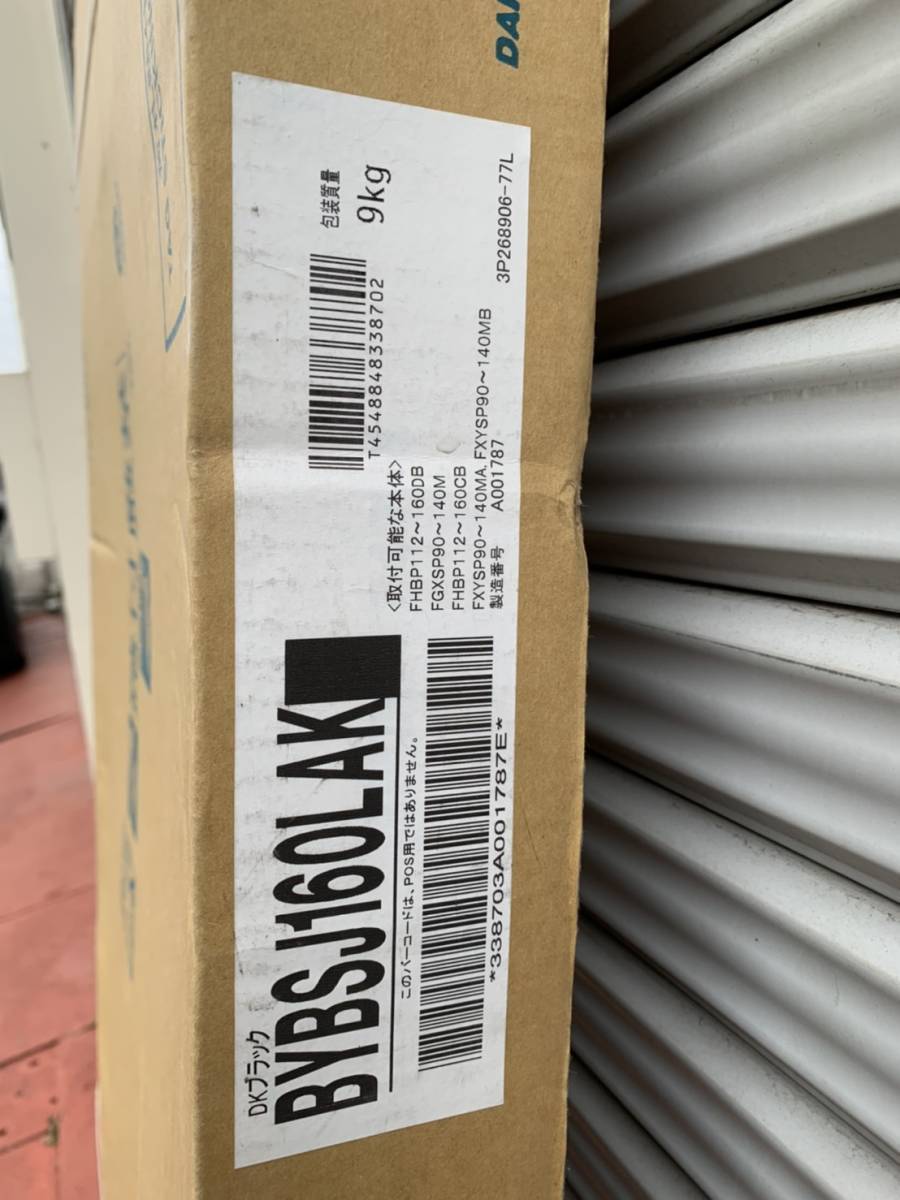 DKブラック
BYBSJ160LAK
このバーコードは、POS用ではありません。
*338703A001787E*
T4548848338702
包装質量
9kg
<取付可能な本体>
FHBP112～160DB
FGXSP90～140M
FHBP112～160CB
FXYSP90～140MA, FXYSP90～140MB
製造番号 A001787
3P268906-77L